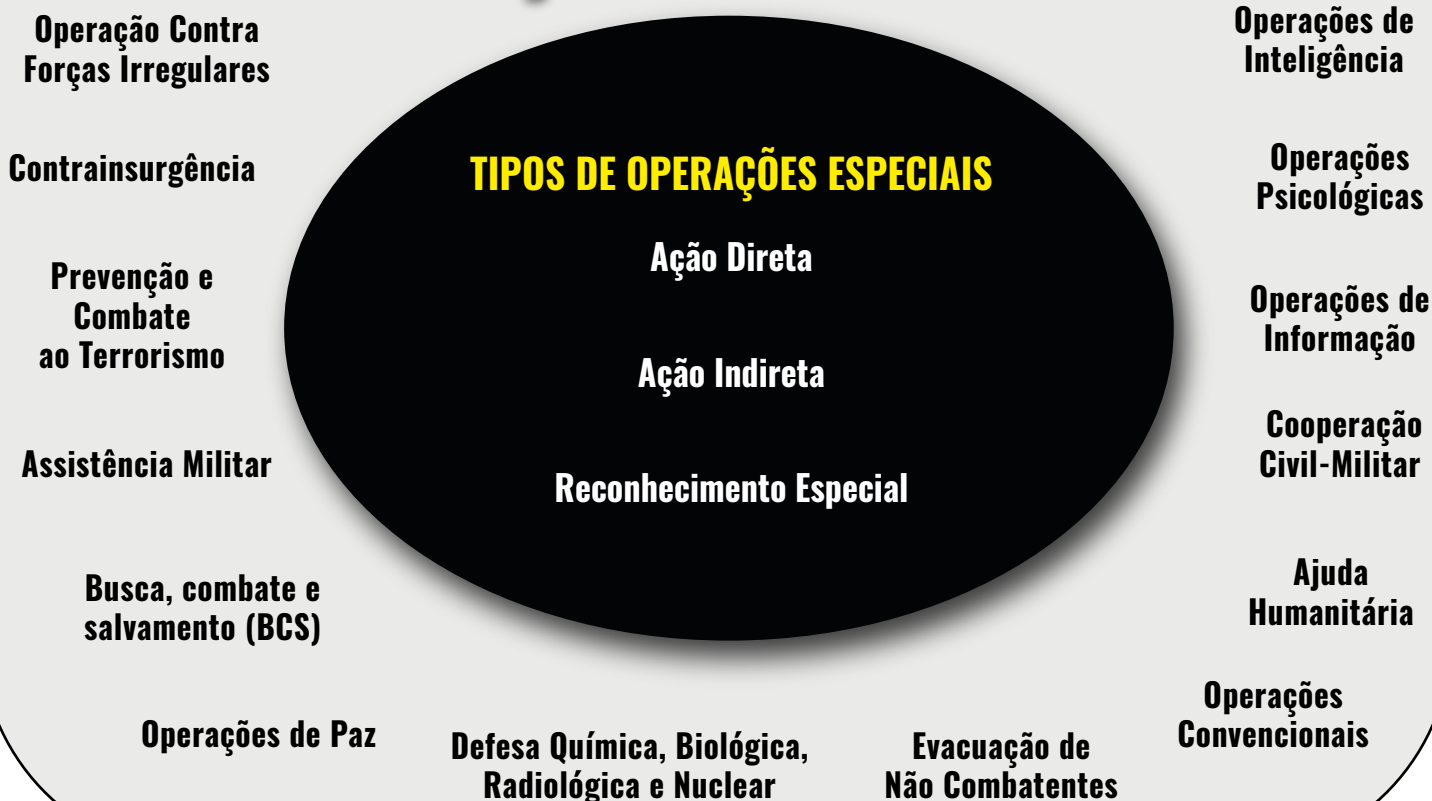 Operação Contra
Forças Irregulares
Contrainsurgência
Prevenção e
Combate
ao Terrorismo
Assistência Militar
Busca, combate e
salvamento (BCS)
Operações de Paz
TIPOS DE OPERAÇÕES ESPECIAIS
Ação Direta
Ação Indireta
Reconhecimento Especial
Defesa Química, Biológica,
Radiológica e Nuclear
Evacuação de
Não Combatentes
Operações de
Inteligência
Operações
Psicológicas
Operações de
Informação
Cooperação
Civil-Militar
Ajuda
Humanitária
Operações
Convencionais